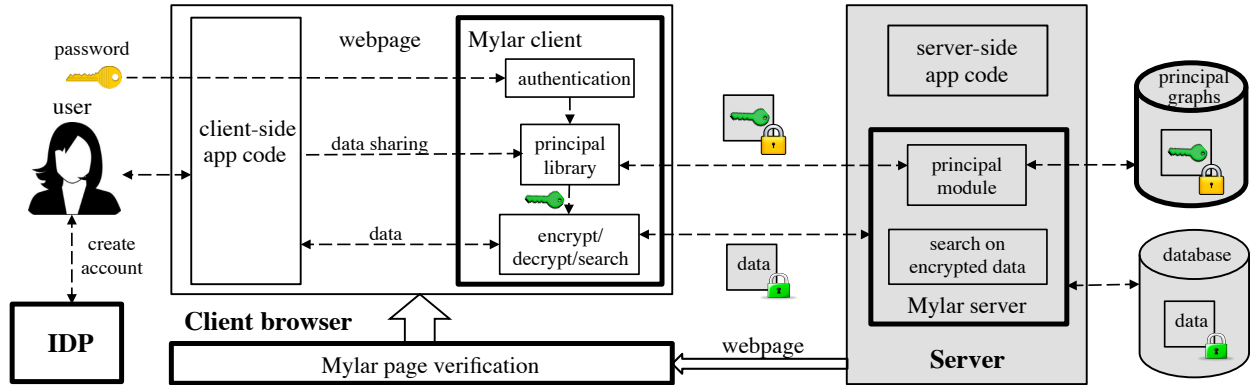 password
user
create
account
IDP
client-side
app code
webpage
data sharing
data
Mylar client
authentication
principal
library
encrypt/
decrypt/search
Client browser
Mylar page verification
data
webpage
server-side
app code
principal
module
search on
encrypted data
Mylar server
Server
principal
graphs
database
data